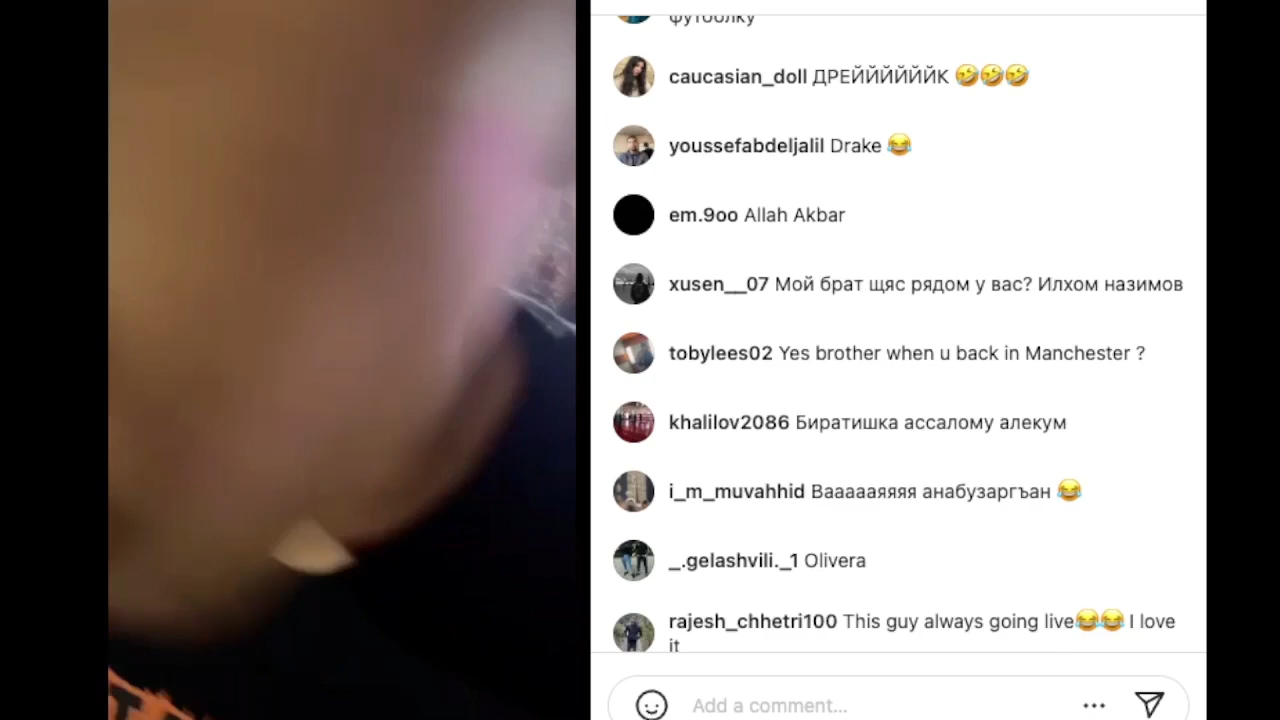 футболку
caucasian_doll ДРЕЙЙЙЙЙЙК 🤣🤣🤣
youssefabdeljalil Drake 😂
em.9oo Allah Akbar
xusen__07 Мой брат щяс рядом у вас? Илхом назимов
tobylees02 Yes brother when u back in Manchester ?
khalilov2086 Биратишка ассалому алекум
i_m_muvahhid Ваааааяяяя анабузаргъан 😂
_.gelashvili._1 Olivera
rajesh_chhetri100 This guy always going live😂😂 I love
it
Add a comment...